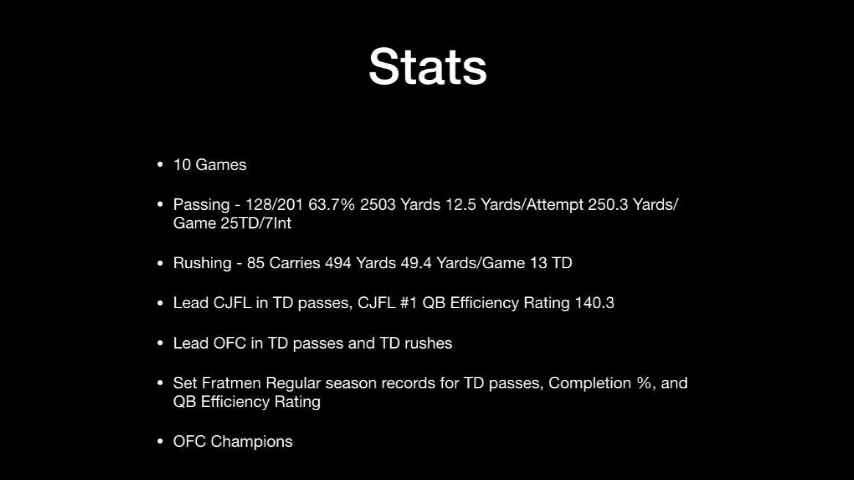 Stats
• 10 Games
• Passing - 128/201 63.7% 2503 Yards 12.5 Yards/Attempt 250.3 Yards/
Game 25TD/7Int
• Rushing - 85 Carries 494 Yards 49.4 Yards/Game 13 TD
• Lead CJFL in TD passes, CJFL #1 QB Efficiency Rating 140.3
• Lead OFC in TD passes and TD rushes
• Set Fratmen Regular season records for TD passes, Completion %, and
QB Efficiency Rating
• OFC Champions